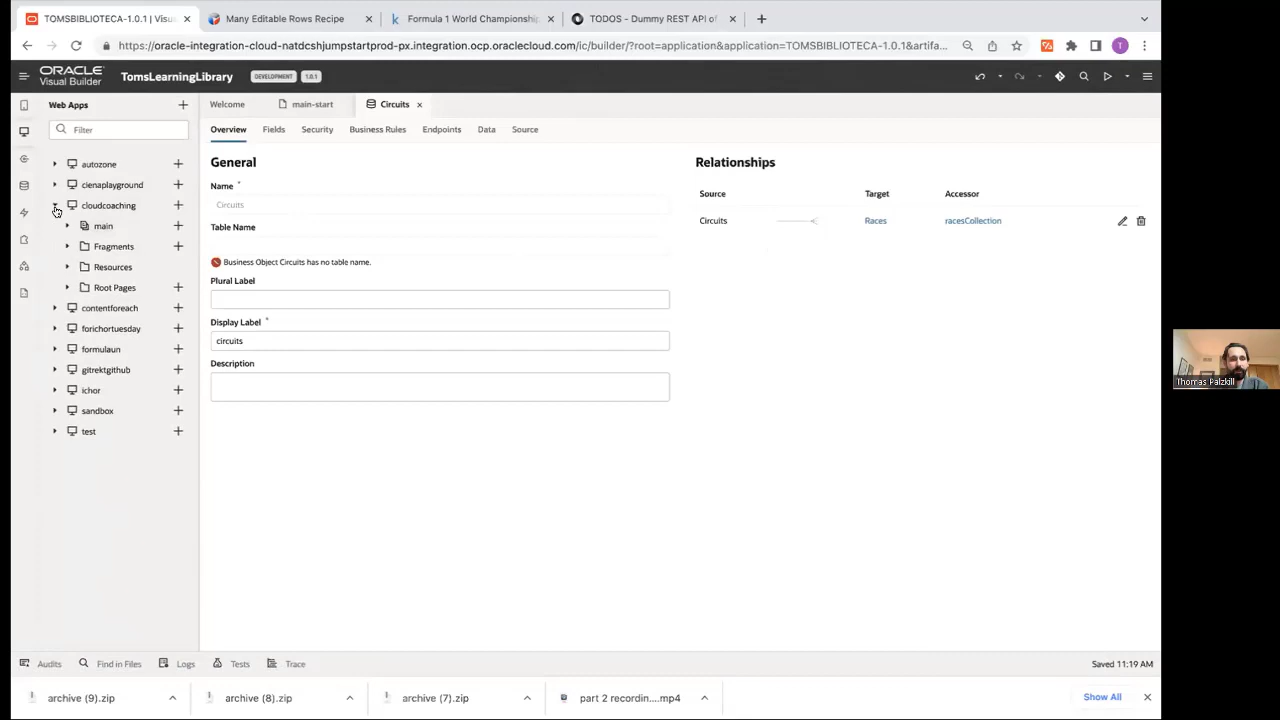 TOMSBIBLIOTECA-1.0.1 | Visu
Many Editable Rows Recipe
Formula 1 World Championship
TODOS - Dummy REST API of
https://oracle-integration-cloud-natdcshjumpstartprod-px.integration.ocp.oraclecloud.com/ic/builder/?root=application&application=TOMSBIBLIOTECA-1.0.1&artifa...
T
ORACLE
Visual Builder
TomsLearningLibrary
DEVELOPMENT
1.0.1
Web Apps
Welcome
main-start
Circuits
Filter
Overview
Fields
Security
Business Rules
Endpoints
Data
Source
autozone
cienaplayground
cloudcoaching
main
Fragments
Resources
Root Pages
contentforeach
forichortuesday
formulaun
gitrektgithub
ichor
sandbox
test
General
Name *
Circuits
Table Name
Business Object Circuits has no table name.
Plural Label
Display Label *
circuits
Description
Relationships
Source
Target
Accessor
Circuits
Races
racesCollection
Thomas Palzkill
Audits
Find in Files
Logs
Tests
Trace
Saved 11:19 AM
archive (9).zip
archive (8).zip
archive (7).zip
part 2 recordin....mp4
Show All